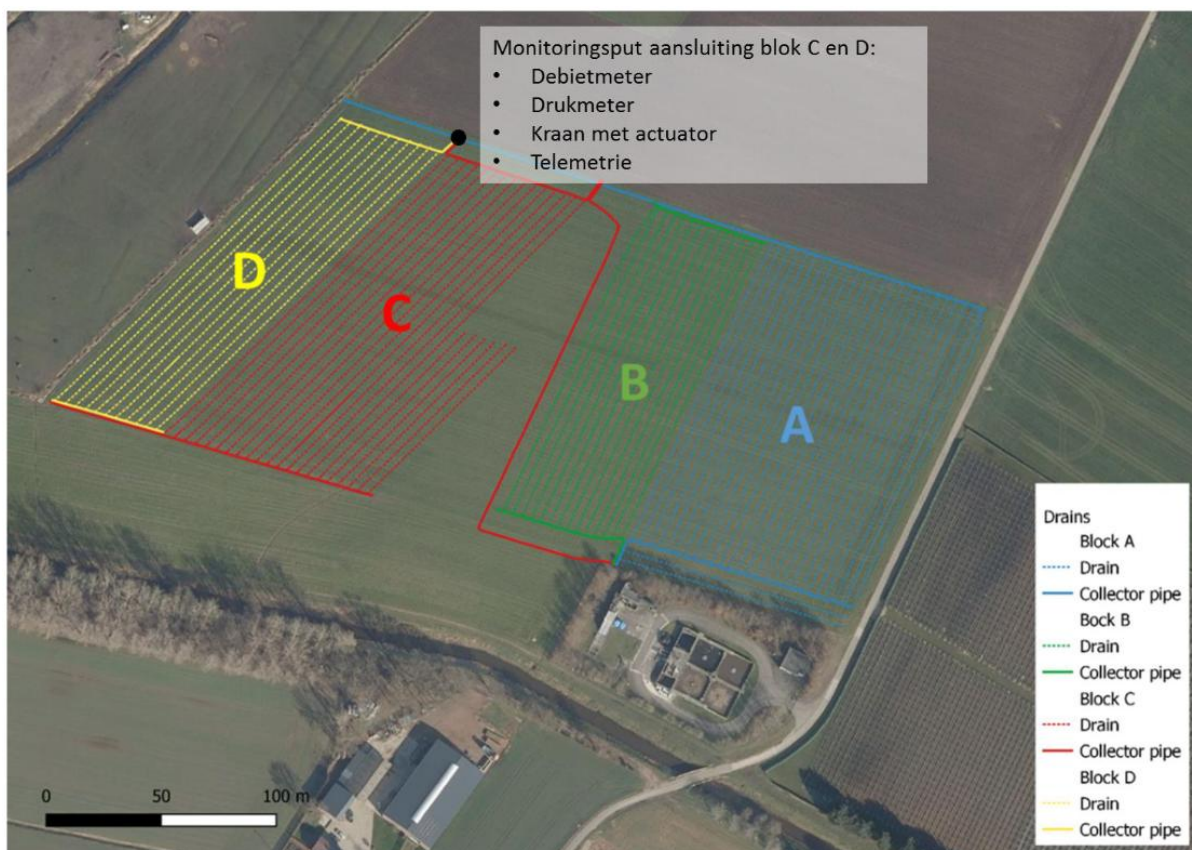 Monitoringsput aansluiting blok C en D:
• Debietmeter
• Drukmeter
• Kraan met actuator
• Telemetrie
D
C
B
A
Drains
Block A
Drain
Collector pipe
Bock B
Drain
Collector pipe
Block C
Drain
Collector pipe
Block D
Drain
Collector pipe
0 50 100 m